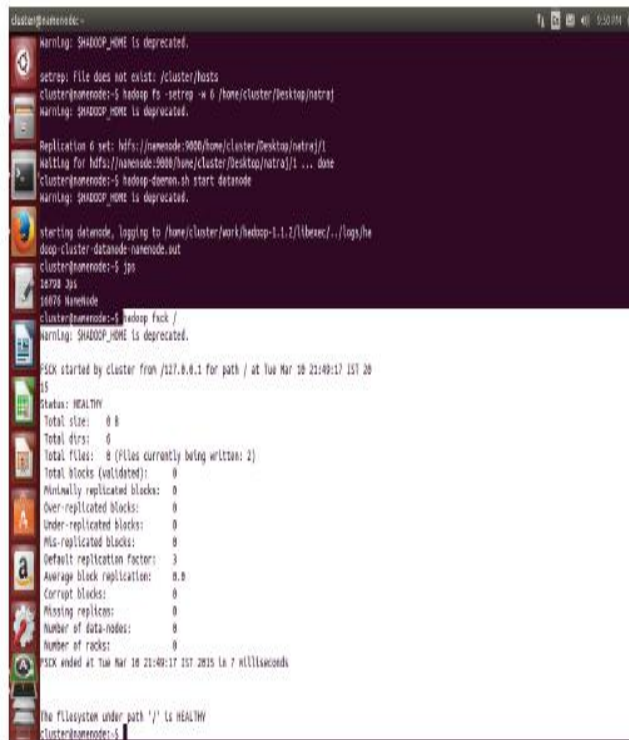 cluster@namenode: ~
9:50 PM
Warning: $HADOOP_HOME is deprecated.
setrep: File does not exist: /cluster/hosts
cluster@namenode:~$ hadoop fs -setrep -w 6 /home/cluster/Desktop/natraj
Warning: $HADOOP_HOME is deprecated.
Replication 6 set: hdfs://namenode:9000/home/cluster/Desktop/natraj/1
Waiting for hdfs://namenode:9000/home/cluster/Desktop/natraj/1 ... done
cluster@namenode:~$ hadoop-daemon.sh start datanode
Warning: $HADOOP_HOME is deprecated.
starting datanode, logging to /home/cluster/work/hadoop-1.1.2/libexec/../logs/ha
doop-cluster-datanode-namenode.out
cluster@namenode:~$ jps
16798 Jps
16076 NameNode
cluster@namenode:~$ hadoop fsck /
Warning: $HADOOP_HOME is deprecated.
FSCK started by cluster from /127.0.0.1 for path / at Tue Mar 10 21:49:17 IST 20
15
Status: HEALTHY
Total size: 0 B
Total dirs: 6
Total files: 0 (Files currently being written: 2)
Total blocks (validated): 0
Minimally replicated blocks: 0
Over-replicated blocks: 0
Under-replicated blocks: 0
Mis-replicated blocks: 0
Default replication factor: 3
Average block replication: 0.0
Corrupt blocks: 0
Missing replicas: 0
Number of data-nodes: 0
Number of racks: 0
FSCK ended at Tue Mar 10 21:49:17 IST 2015 in 7 milliseconds
The filesystem under path '/' is HEALTHY
cluster@namenode:~$